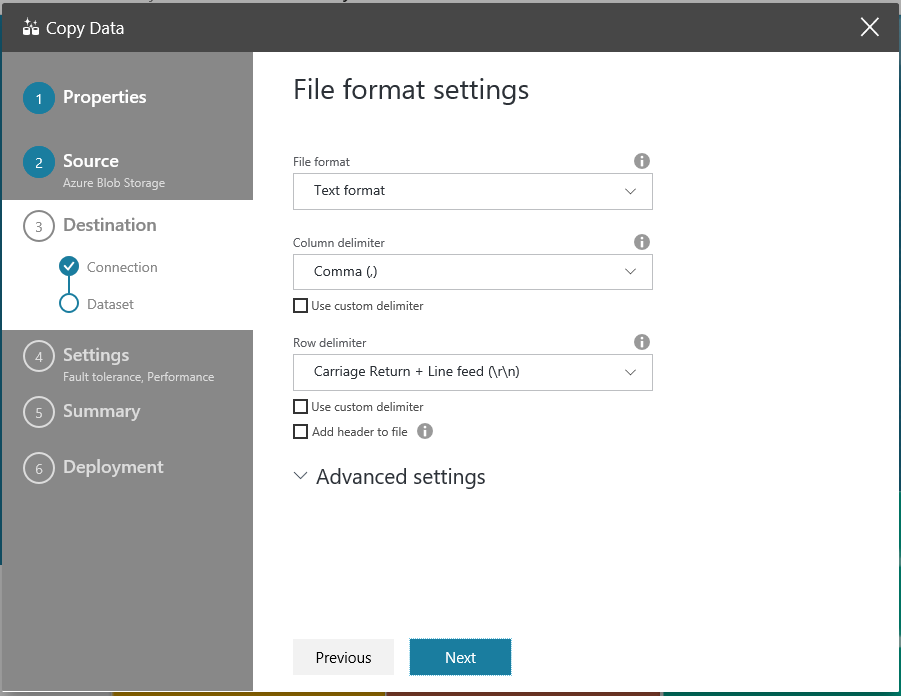 Copy Data
1 Properties
2 Source
Azure Blob Storage
3 Destination
Connection
Dataset
4 Settings
Fault tolerance, Performance
5 Summary
6 Deployment
File format settings
File format
Text format
Column delimiter
Comma (,)
Use custom delimiter
Row delimiter
Carriage Return + Line feed (\r\n)
Use custom delimiter
Add header to file
Advanced settings
Previous
Next